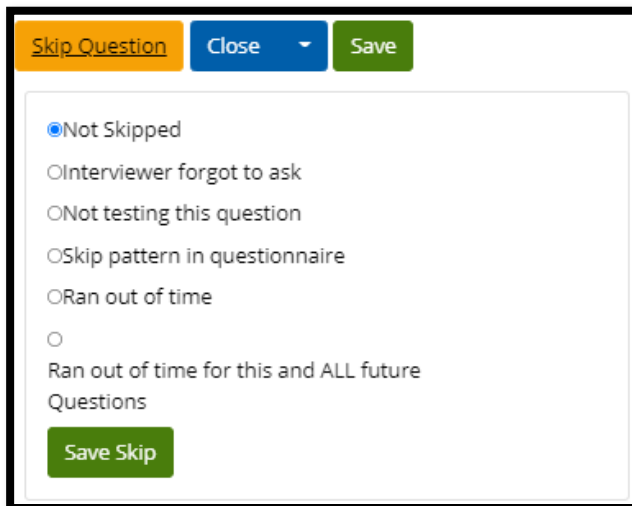 Skip Question Close Save
Not Skipped
Interviewer forgot to ask
Not testing this question
Skip pattern in questionnaire
Ran out of time
Ran out of time for this and ALL future
Questions
Save Skip